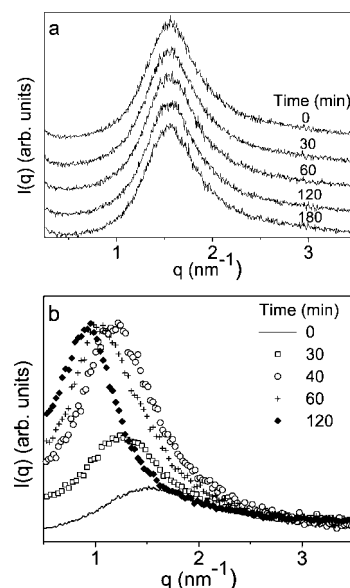 a
I(q) (arb. units)
Time (min)
0
30
60
120
180
1 2 3
q (nm-1)
b
I(q) (arb. units)
Time (min)
0
30
40
60
120
1 2 3
q (nm-1)